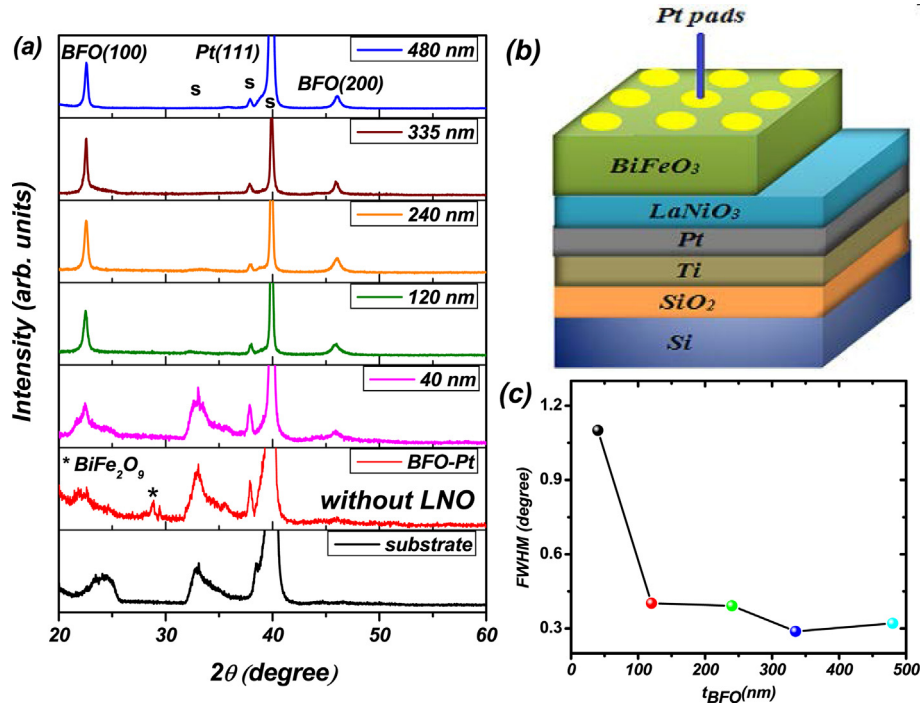 (a)
BFO(100)
Pt(111)
480 nm
s
s
s
BFO(200)
335 nm
240 nm
120 nm
40 nm
* BiFe₂O₉
*
BFO-Pt
without LNO
substrate
20 30 40 50 60
2θ (degree)
Intensity (arb. units)
(b)
Pt pads
BiFeO₃
LaNiO₃
Pt
Ti
SiO₂
Si
(c)
1.2
0.9
0.6
0.3
0 100 200 300 400 500
FWHM (degree)
t_BFO(nm)